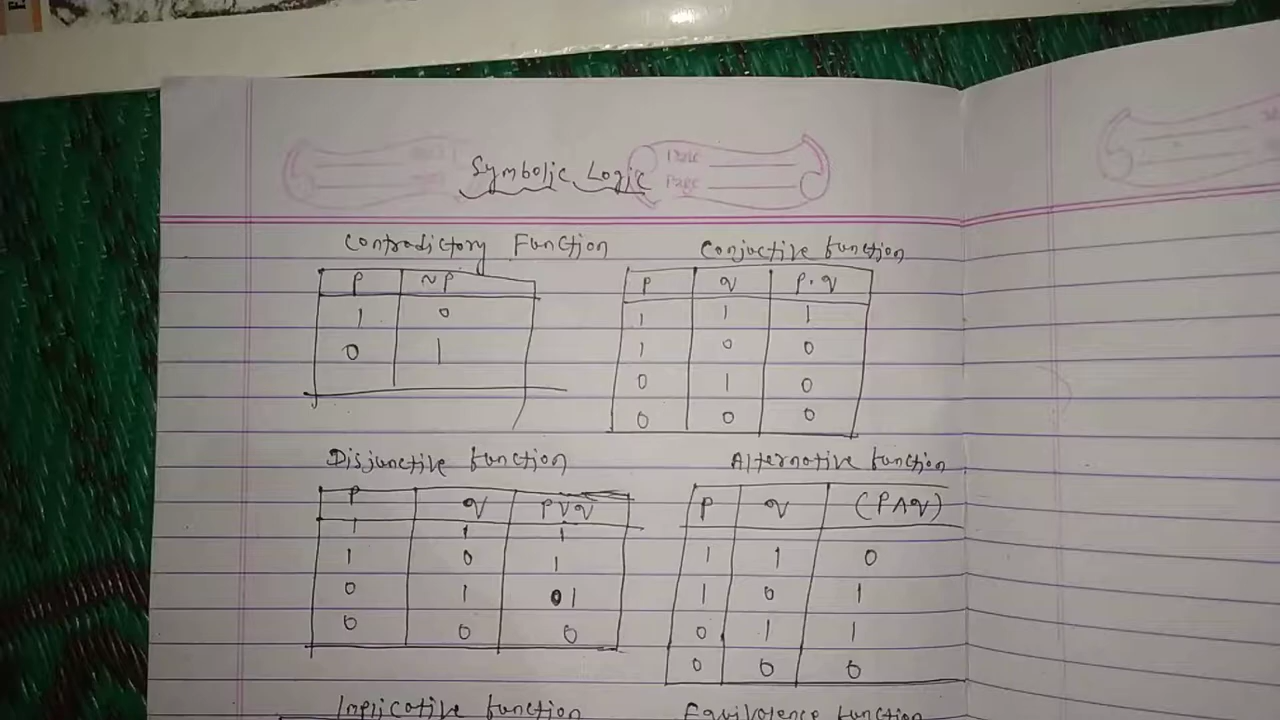 Symbolic Logic
Date
Page
Contradictory Function
P ~P
1 0
0 1
Conjuctive function
P q P.q
1 1 1
1 0 0
0 1 0
0 0 0
Disjunctive function
P q P∨q
1 1 1
1 0 1
0 1 1
0 0 0
Alternative function
P q (P∧q)
1 1 0
1 0 1
0 1 1
0 0 0
Implicative function
Equivalence function